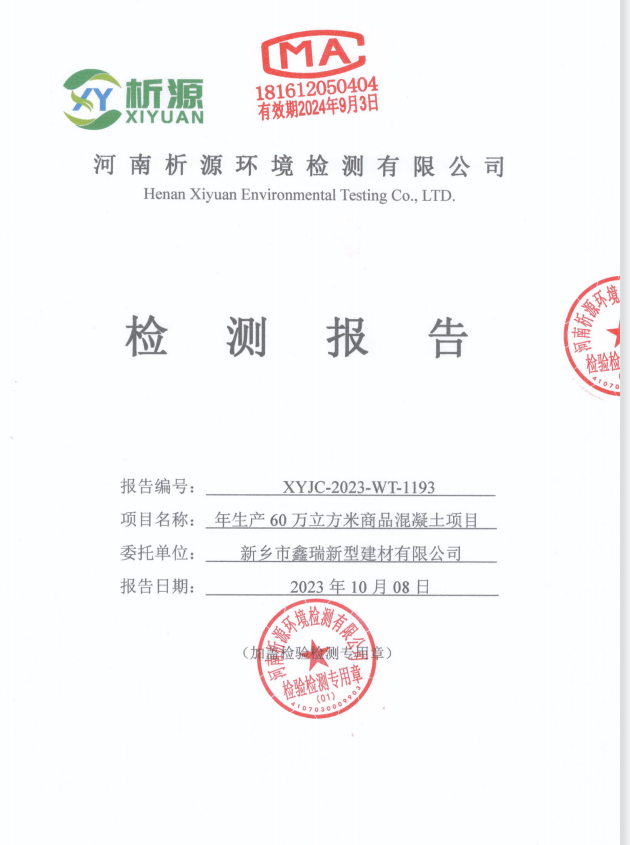 XY 析源
XIYUAN
MA
181612050404
有效期2024年9月3日
河南析源环境检测有限公司
Henan Xiyuan Environmental Testing Co., LTD.
检测报告
河南析源环境
检验检
41070
报告编号: XYJC-2023-WT-1193
项目名称: 年生产 60 万立方米商品混凝土项目
委托单位: 新乡市鑫瑞新型建材有限公司
报告日期: 2023 年 10 月 08 日
(加盖检验检测专用章)
河南析源环境检测有限公司
检验检测专用章
(01)
4107030009903